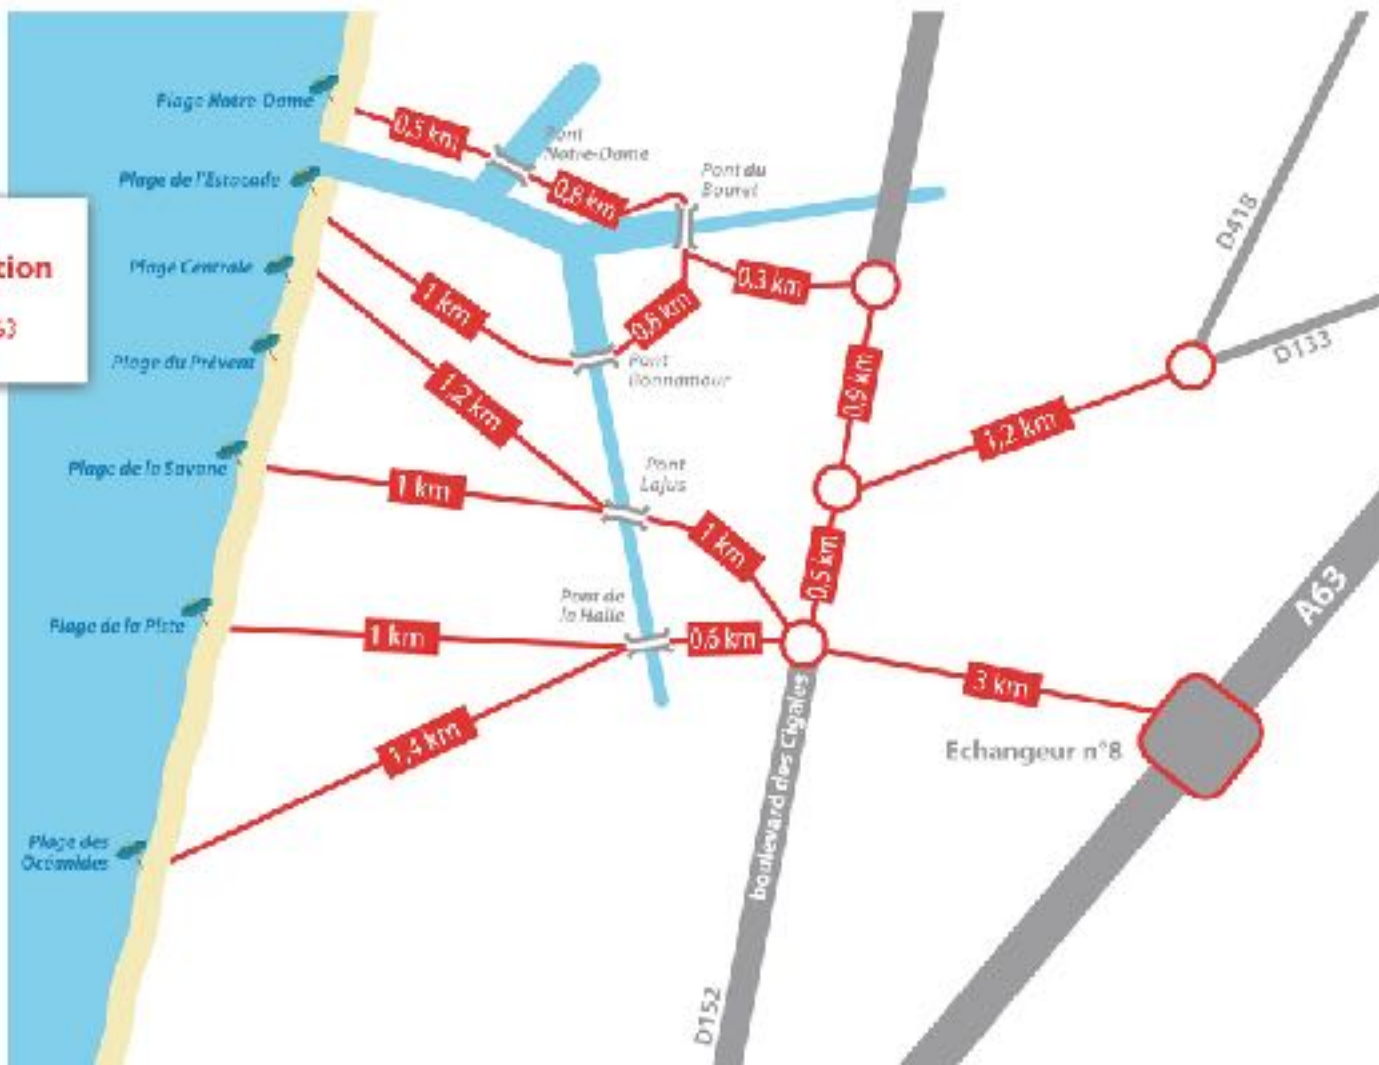 Plage Notre-Dame
0,5 km
Pont
Notre-Dame
Plage de l'Estacade
0,8 km
Pont du
Bouret
D418
tion
63
Plage Centrale
1 km
0,3 km
0,6 km
Plage du Prévent
Pont
Bonnamour
D133
0,9 km
1,2 km
1,2 km
Plage de la Savane
1 km
Pont
Lajus
1 km
0,5 km
A63
Pont de
la Halle
Plage de la Piste
1 km
0,6 km
3 km
1,4 km
Echangeur n°8
boulevard des Cigales
Plage des
Océanides
D152